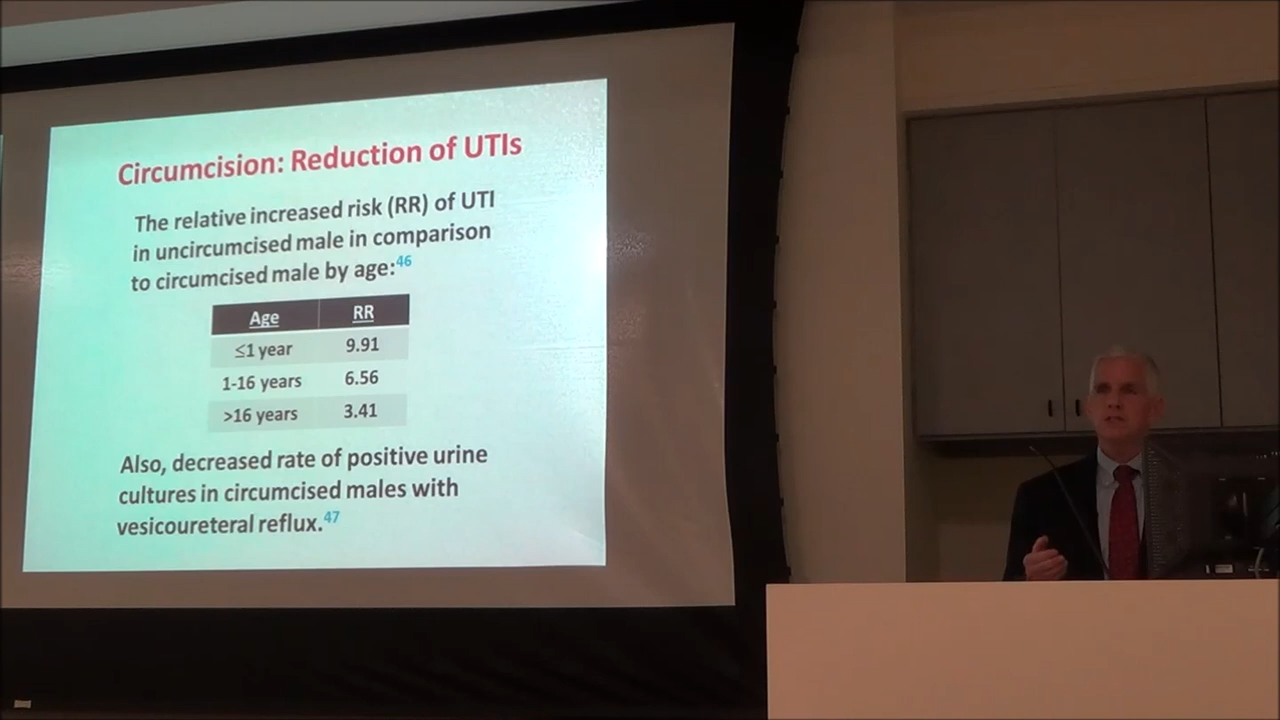 Circumcision: Reduction of UTIs
The relative increased risk (RR) of UTI
in uncircumcised male in comparison
to circumcised male by age:46
Age RR
≤1 year 9.91
1-16 years 6.56
>16 years 3.41
Also, decreased rate of positive urine
cultures in circumcised males with
vesicoureteral reflux.47